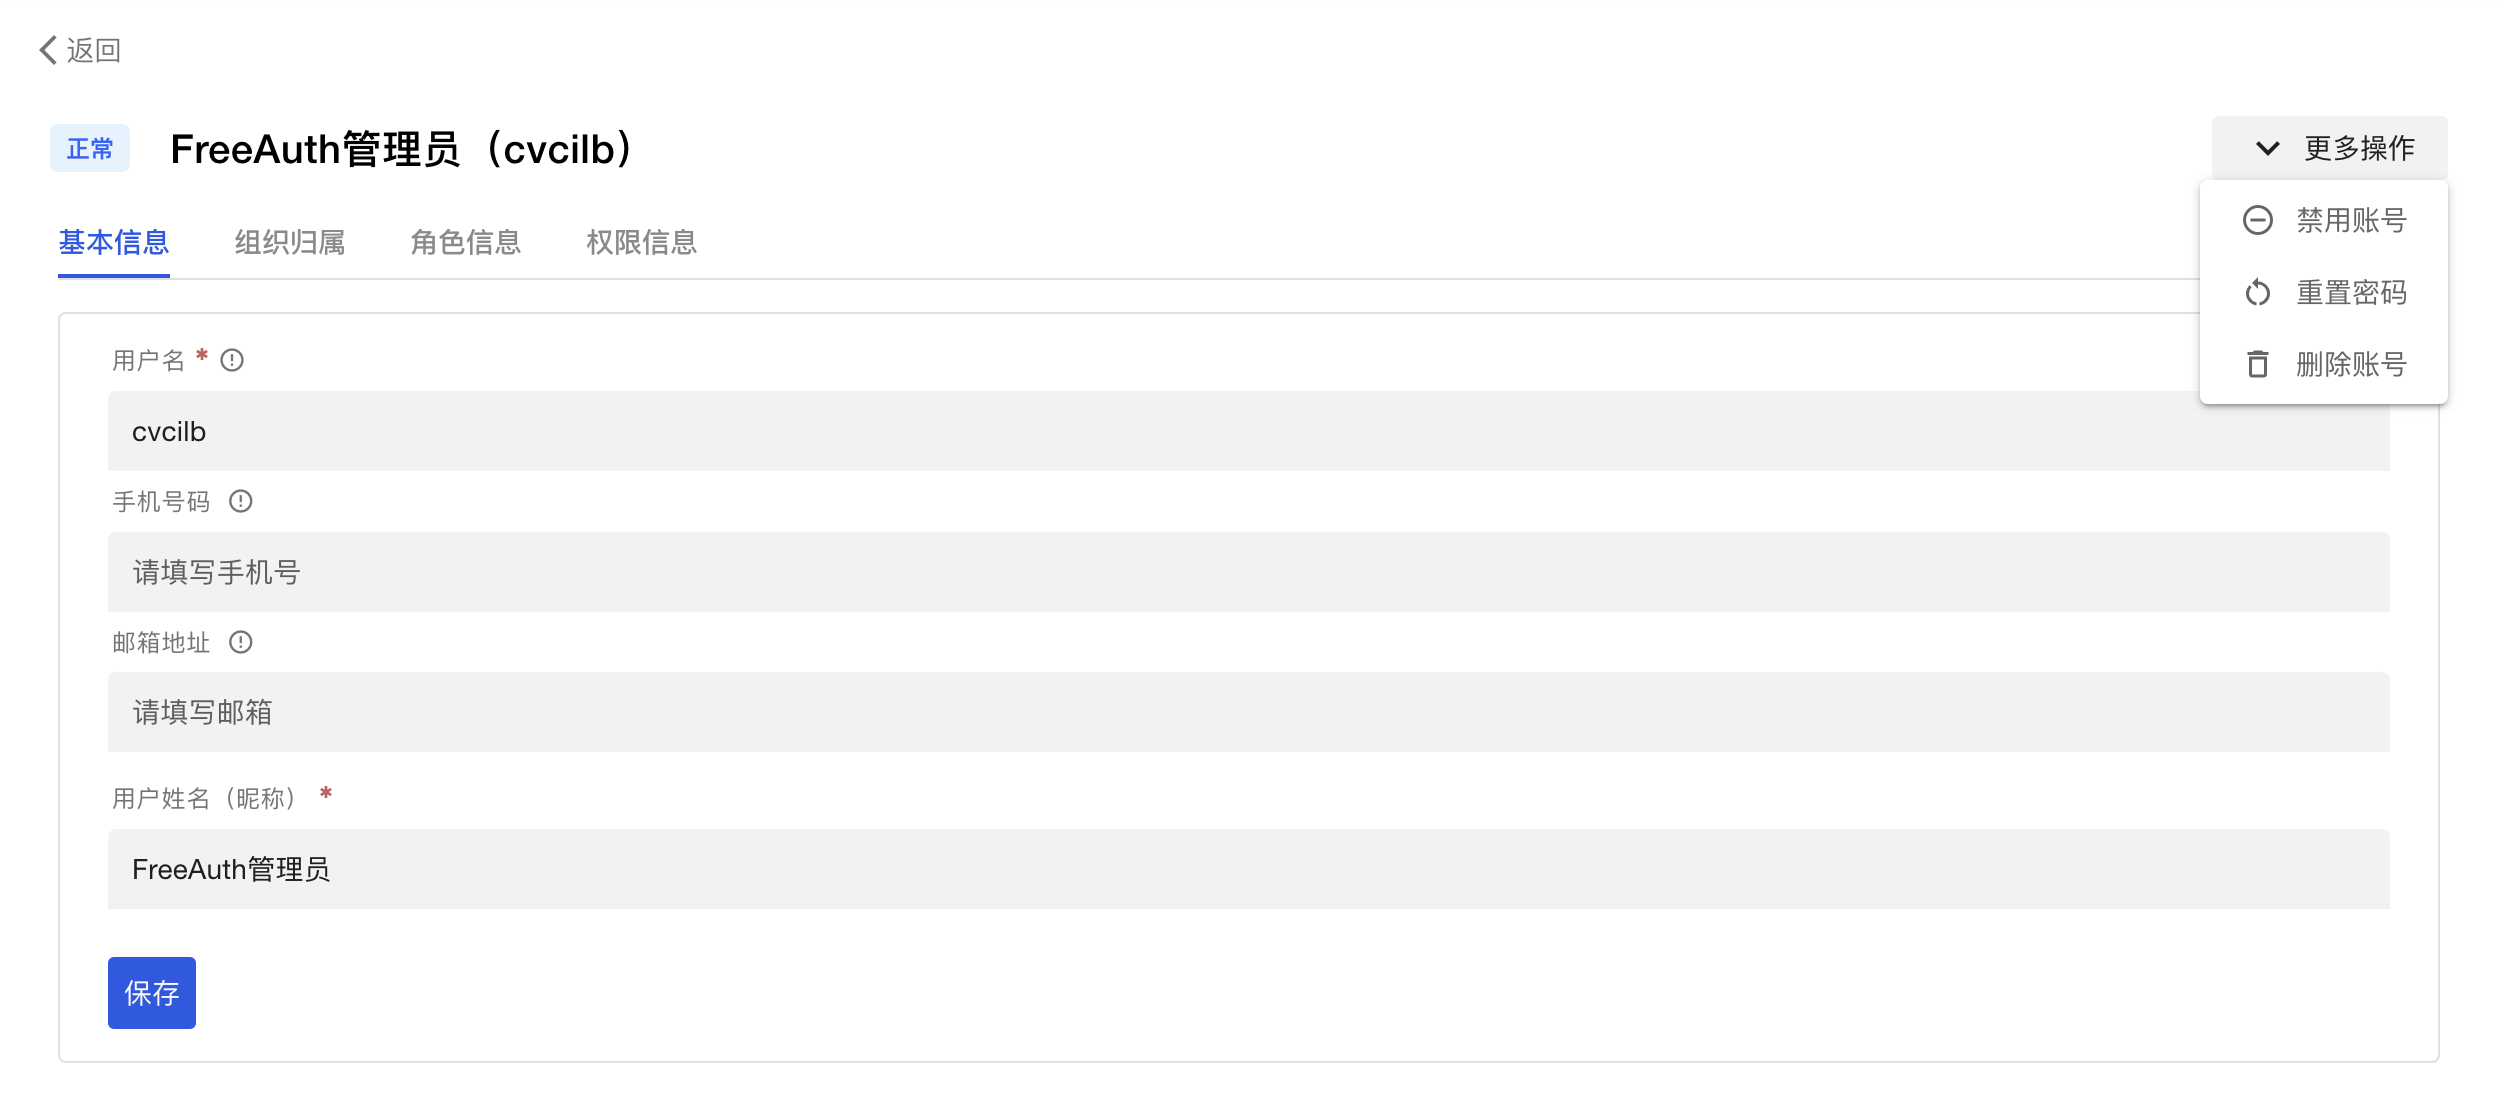 返回
正常 FreeAuth管理员（cvcilb） 更多操作
禁用账号
重置密码
删除账号
基本信息 组织归属 角色信息 权限信息
用户名 *
cvcilb
手机号码
请填写手机号
邮箱地址
请填写邮箱
用户姓名（昵称） *
FreeAuth管理员
保存